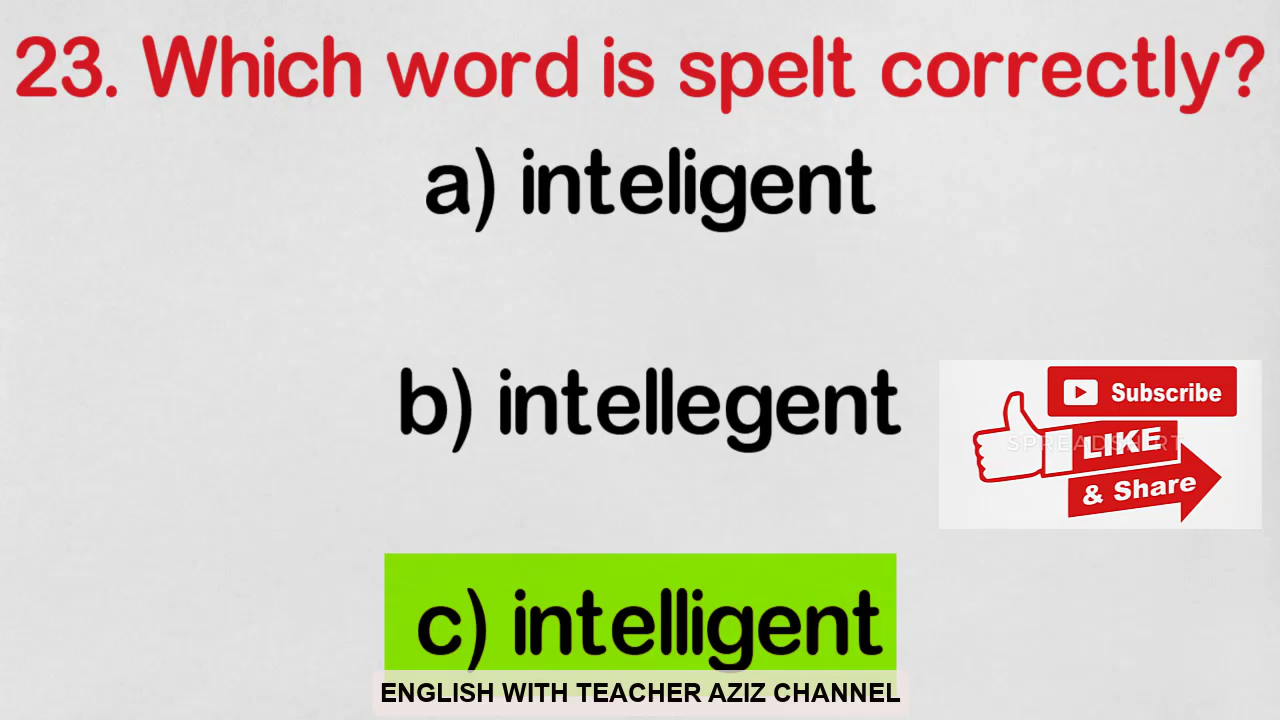 23. Which word is spelt correctly?
a) inteligent
b) intellegent
Subscribe
LIKE
& Share
c) intelligent
ENGLISH WITH TEACHER AZIZ CHANNEL